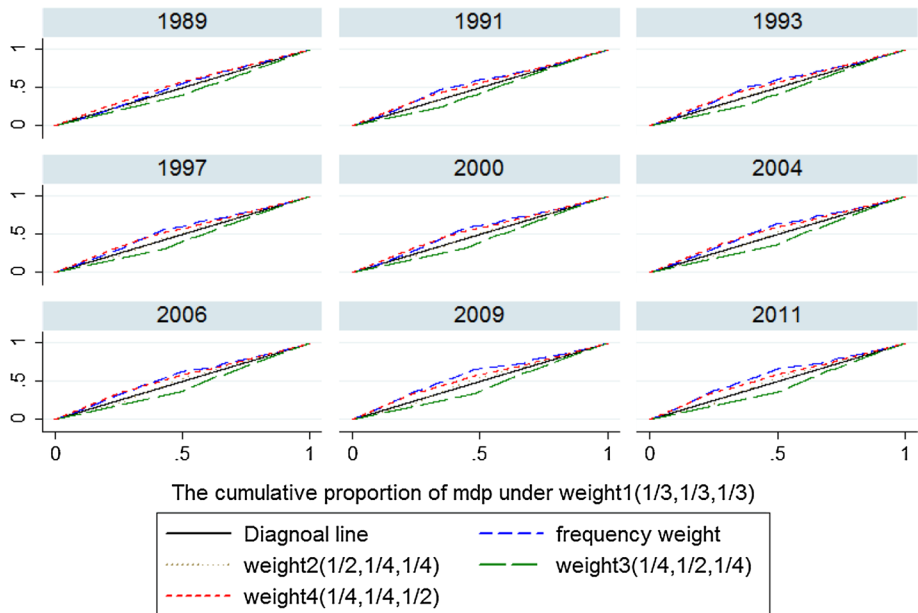 1989 1991 1993
1
.5
0
1997 2000 2004
1
.5
0
2006 2009 2011
1
.5
0
0 .5 1 0 .5 1 0 .5 1
The cumulative proportion of mdp under weight1(1/3,1/3,1/3)
Diagnoal line frequency weight
weight2(1/2,1/4,1/4) weight3(1/4,1/2,1/4)
weight4(1/4,1/4,1/2)